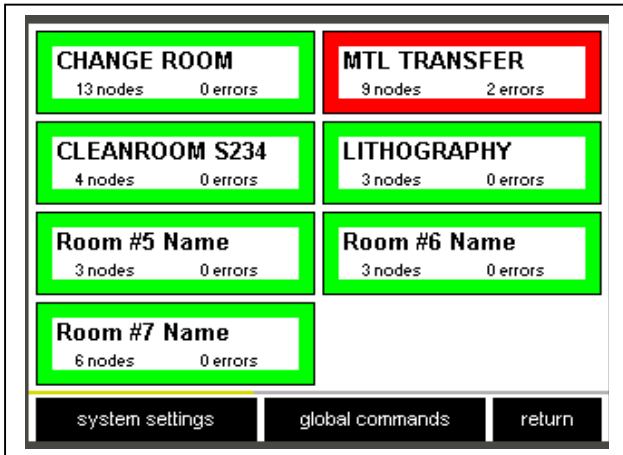 CHANGE ROOM
13 nodes 0 errors
MTL TRANSFER
9 nodes 2 errors
CLEANROOM S234
4 nodes 0 errors
LITHOGRAPHY
3 nodes 0 errors
Room #5 Name
3 nodes 0 errors
Room #6 Name
3 nodes 0 errors
Room #7 Name
6 nodes 0 errors
system settings global commands return